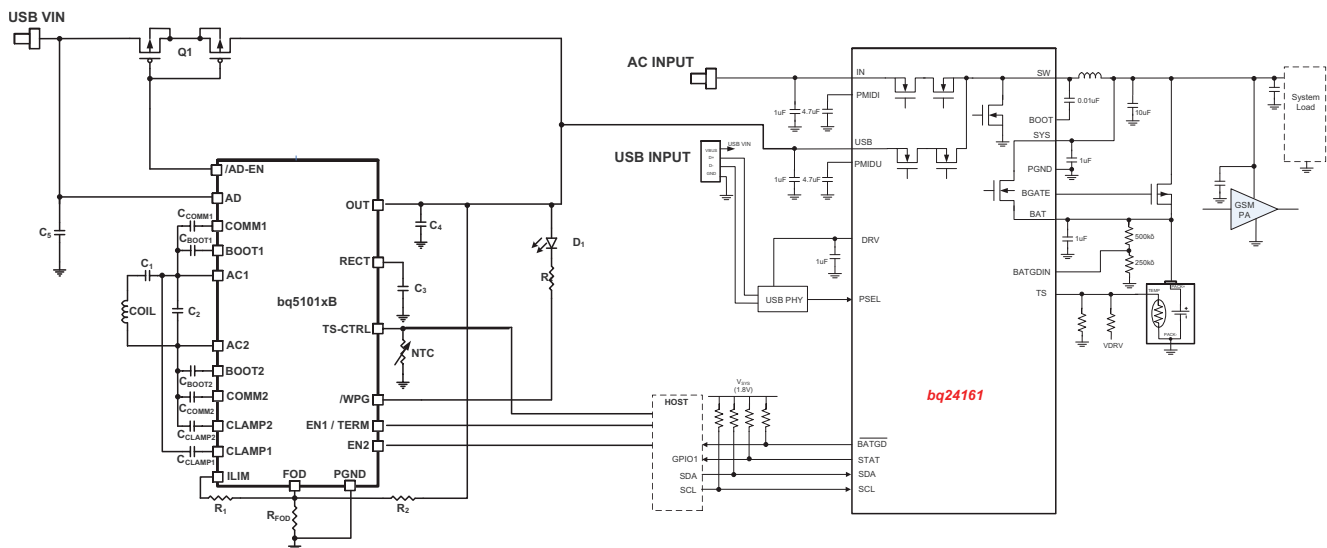 USB VIN
Q1
/AD-EN
AD
COMM1
BOOT1
AC1
AC2
BOOT2
COMM2
CLAMP2
CLAMP1
ILIM
FOD
PGND
OUT
RECT
TS-CTRL
/WPG
EN1 / TERM
EN2
bq5101xB
C5
CCOMM1
CBOOT1
C1
C2
COIL
CBOOT2
CCOMM2
CCLAMP2
CCLAMP1
R1
RFOD
R2
C4
C3
D1
R
NTC
AC INPUT
1uF
4.7uF
USB INPUT
VBUS
D+
D-
GND
USB VIN
1uF
4.7uF
1uF
USB PHY
HOST
VSYS
(1.8V)
GPIO1
SDA
SCL
IN
PMIDI
USB
PMIDU
DRV
PSEL
BATGD
STAT
SDA
SCL
bq24161
SW
BOOT
SYS
PGND
BGATE
BAT
BATGDIN
TS
0.01uF
10uF
1uF
1uF
500kδ
250kδ
VDRV
TEMP
PACK+
PACK-
+
GSM
PA
System
Load